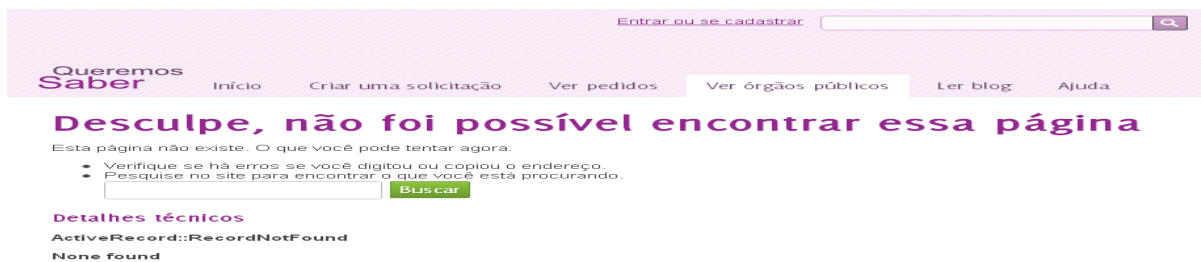 Entrar ou se cadastrar
Queremos
Saber
Início Criar uma solicitação Ver pedidos Ver órgãos públicos Ler blog Ajuda
Desculpe, não foi possível encontrar essa página
Esta página não existe. O que você pode tentar agora:
Verifique se há erros se você digitou ou copiou o endereço.
Pesquise no site para encontrar o que você está procurando.
Buscar
Detalhes técnicos
ActiveRecord::RecordNotFound
None found